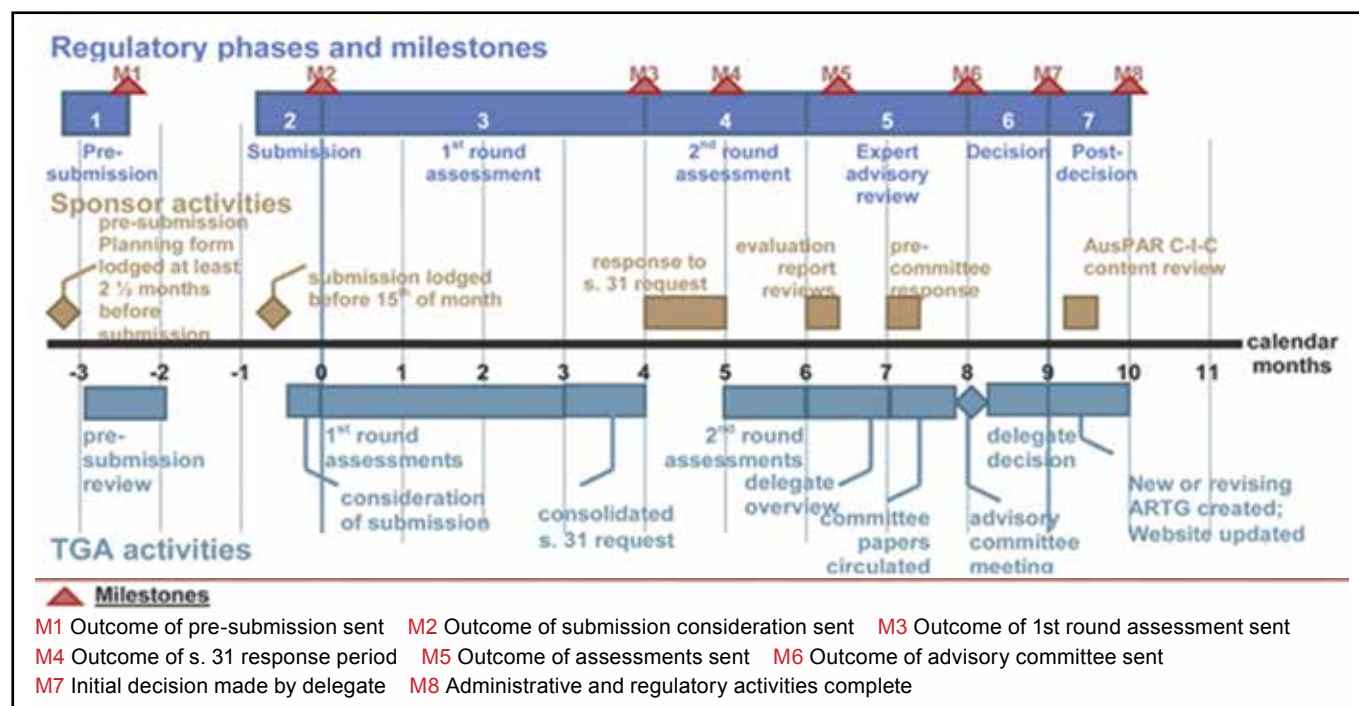 Regulatory phases and milestones
M1 M2 M3 M4 M5 M6 M7 M8
1 2 3 4 5 6 7
Pre-
submission
Submission
1st round
assessment
2nd round
assessment
Expert
advisory
review
Decision
Post-
decision
Sponsor activities
pre-submission
Planning form
lodged at least
2 ½ months
before
submission
submission lodged
before 15th of month
response to
s. 31 request
evaluation
report
reviews
pre-
committee
response
AusPAR C-I-C
content review
calendar
months
-3 -2 -1 0 1 2 3 4 5 6 7 8 9 10 11
pre-
submission
review
1st round
assessments
consideration
of submission
consolidated
s. 31 request
2nd round
assessments
delegate
overview
committee
papers
circulated
advisory
committee
meeting
delegate
decision
New or revising
ARTG created;
Website updated
TGA activities
Milestones
M1 Outcome of pre-submission sent M2 Outcome of submission consideration sent M3 Outcome of 1st round assessment sent
M4 Outcome of s. 31 response period M5 Outcome of assessments sent M6 Outcome of advisory committee sent
M7 Initial decision made by delegate M8 Administrative and regulatory activities complete